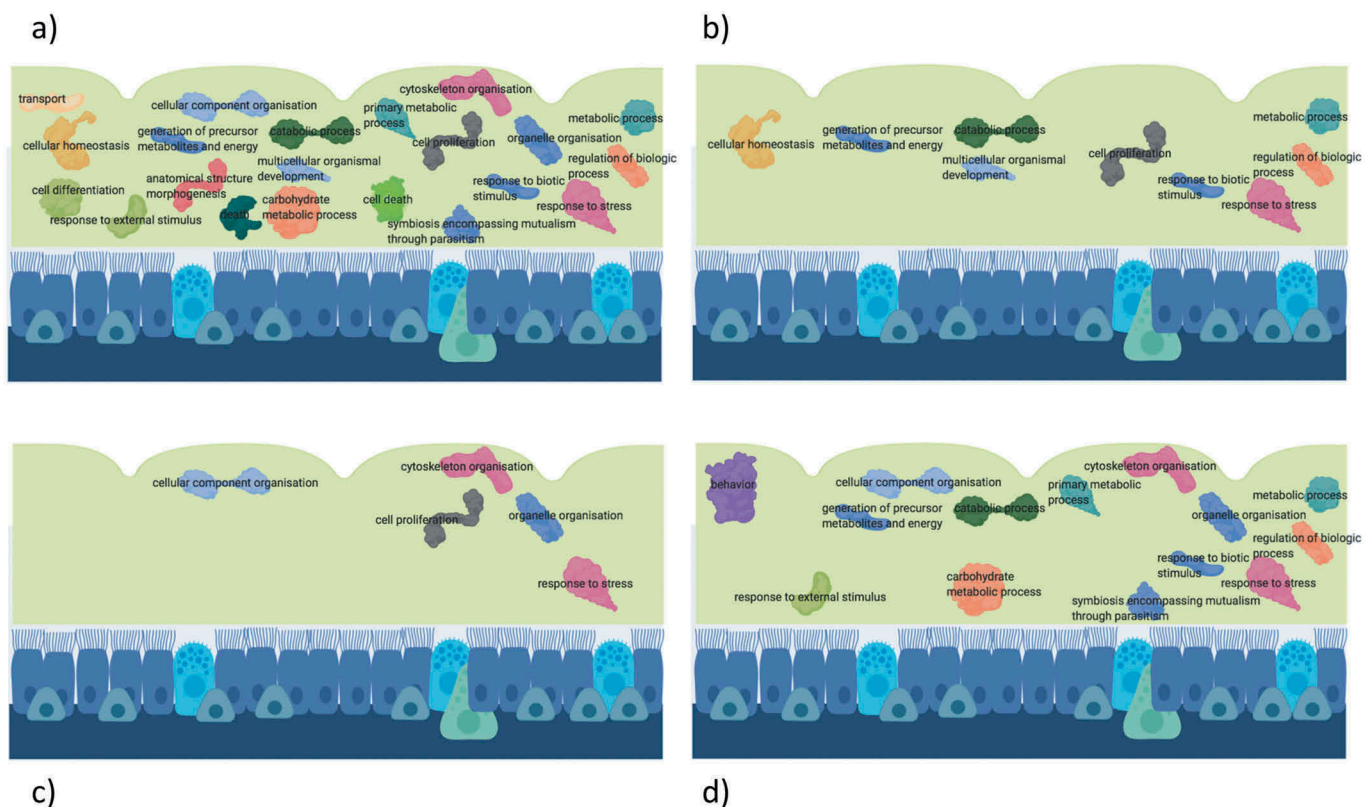 a)
b)
transport
cellular component organisation
cytoskeleton organisation
primary metabolic
process
metabolic process
cellular homeostasis
generation of precursor
metabolites and energy
catabolic process
cell proliferation
organelle organisation
multicellular organismal
development
regulation of biologic
process
cell differentiation
anatomical structure
morphogenesis
response to biotic
stimulus
response to external stimulus
death
carbohydrate
metabolic process
cell death
response to stress
symbiosis encompassing mutualism
through parasitism
metabolic process
cellular homeostasis
generation of precursor
metabolites and energy
catabolic process
cell proliferation
multicellular organismal
development
regulation of biologic
process
response to biotic
stimulus
response to stress
cellular component organisation
cytoskeleton organisation
cell proliferation
organelle organisation
response to stress
behavior
cellular component organisation
cytoskeleton organisation
primary metabolic
process
metabolic process
generation of precursor
metabolites and energy
catabolic process
organelle organisation
regulation of biologic
process
response to biotic
stimulus
response to external stimulus
carbohydrate
metabolic process
response to stress
symbiosis encompassing mutualism
through parasitism
c)
d)